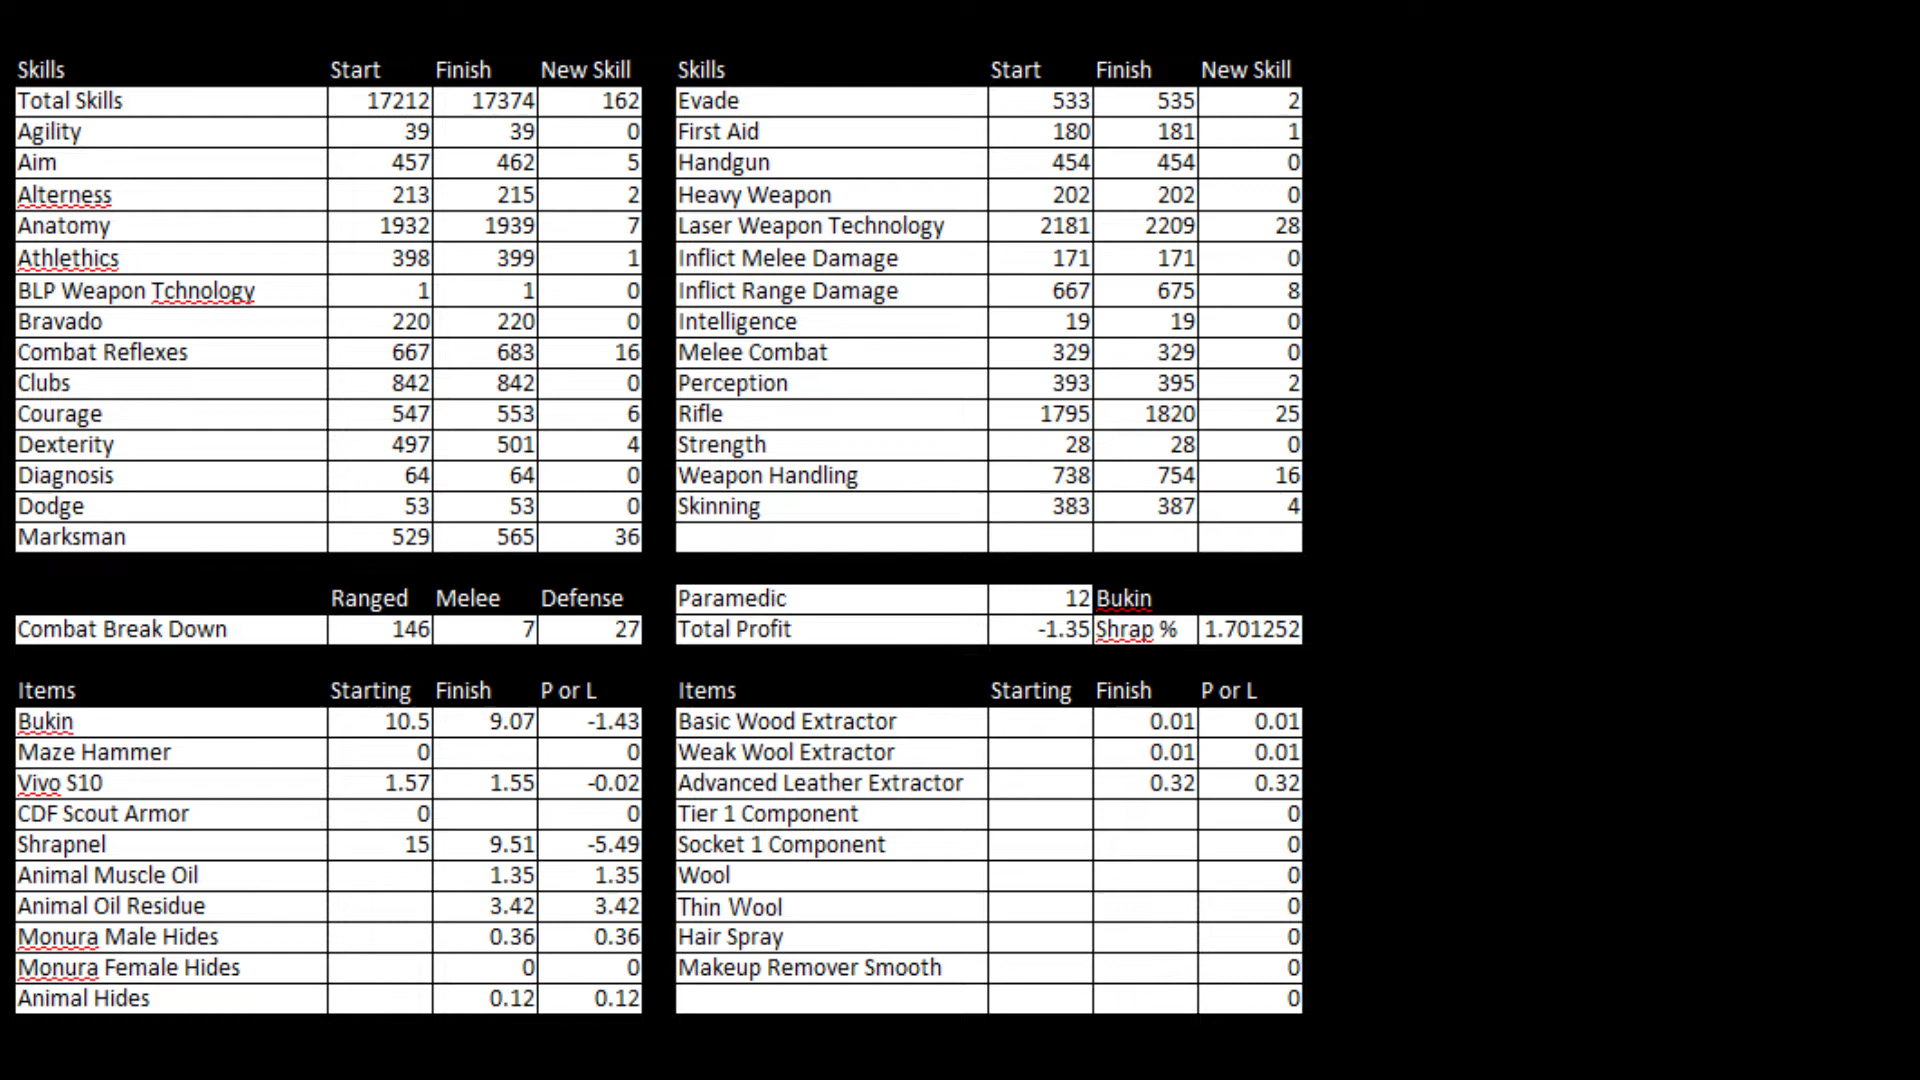 Skills Start Finish New Skill Skills Start Finish New Skill
Total Skills 17212 17374 162 Evade 533 535 2
Agility 39 39 0 First Aid 180 181 1
Aim 457 462 5 Handgun 454 454 0
Alterness 213 215 2 Heavy Weapon 202 202 0
Anatomy 1932 1939 7 Laser Weapon Technology 2181 2209 28
Athlethics 398 399 1 Inflict Melee Damage 171 171 0
BLP Weapon Tchnology 1 1 0 Inflict Range Damage 667 675 8
Bravado 220 220 0 Intelligence 19 19 0
Combat Reflexes 667 683 16 Melee Combat 329 329 0
Clubs 842 842 0 Perception 393 395 2
Courage 547 553 6 Rifle 1795 1820 25
Dexterity 497 501 4 Strength 28 28 0
Diagnosis 64 64 0 Weapon Handling 738 754 16
Dodge 53 53 0 Skinning 383 387 4
Marksman 529 565 36
Ranged Melee Defense Paramedic 12 Bukin
Combat Break Down 146 7 27 Total Profit -1.35 Shrap % 1.701252
Items Starting Finish P or L Items Starting Finish P or L
Bukin 10.5 9.07 -1.43 Basic Wood Extractor 0.01 0.01
Maze Hammer 0 0 Weak Wool Extractor 0.01 0.01
Vivo S10 1.57 1.55 -0.02 Advanced Leather Extractor 0.32 0.32
CDF Scout Armor 0 0 Tier 1 Component 0
Shrapnel 15 9.51 -5.49 Socket 1 Component 0
Animal Muscle Oil 1.35 1.35 Wool 0
Animal Oil Residue 3.42 3.42 Thin Wool 0
Monura Male Hides 0.36 0.36 Hair Spray 0
Monura Female Hides 0 0 Makeup Remover Smooth 0
Animal Hides 0.12 0.12 0